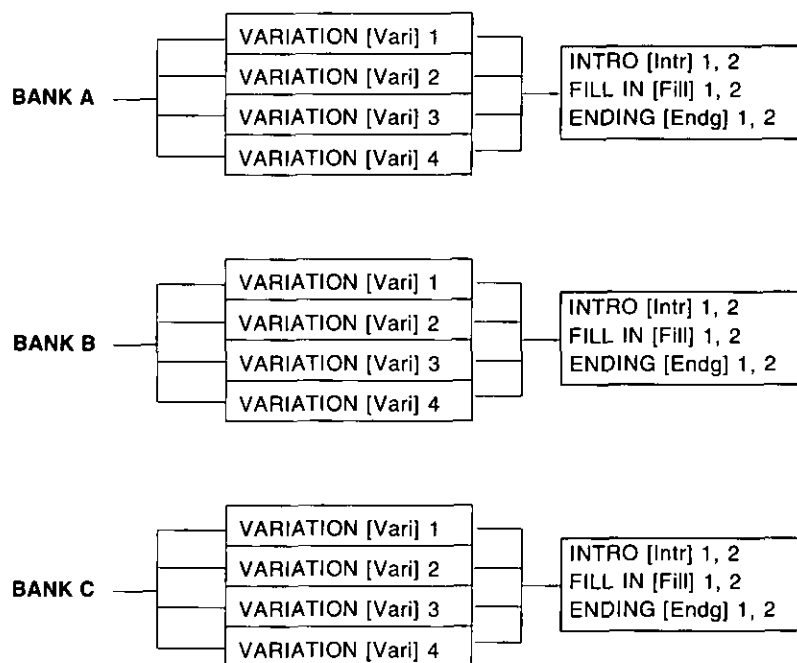 VARIATION [Vari] 1
VARIATION [Vari] 2
BANK A
VARIATION [Vari] 3
VARIATION [Vari] 4
INTRO [Intr] 1, 2
FILL IN [Fill] 1, 2
ENDING [Endg] 1, 2
VARIATION [Vari] 1
VARIATION [Vari] 2
BANK B
VARIATION [Vari] 3
VARIATION [Vari] 4
INTRO [Intr] 1, 2
FILL IN [Fill] 1, 2
ENDING [Endg] 1, 2
VARIATION [Vari] 1
VARIATION [Vari] 2
BANK C
VARIATION [Vari] 3
VARIATION [Vari] 4
INTRO [Intr] 1, 2
FILL IN [Fill] 1, 2
ENDING [Endg] 1, 2